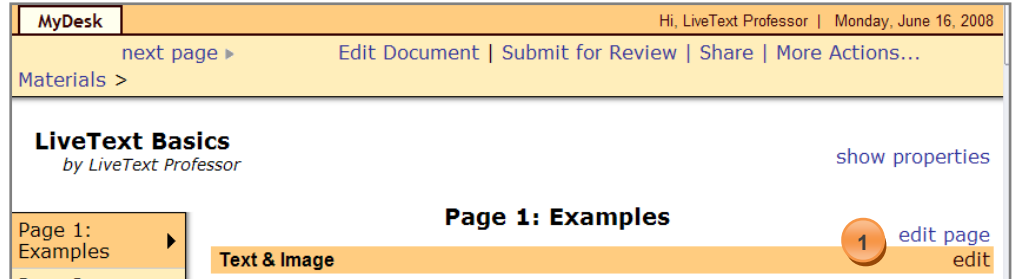 MyDesk Hi, LiveText Professor | Monday, June 16, 2008
next page ▶ Edit Document | Submit for Review | Share | More Actions...
Materials >
LiveText Basics
by LiveText Professor
show properties
Page 1: Examples
Page 1:
Examples
1 edit page
Text & Image edit